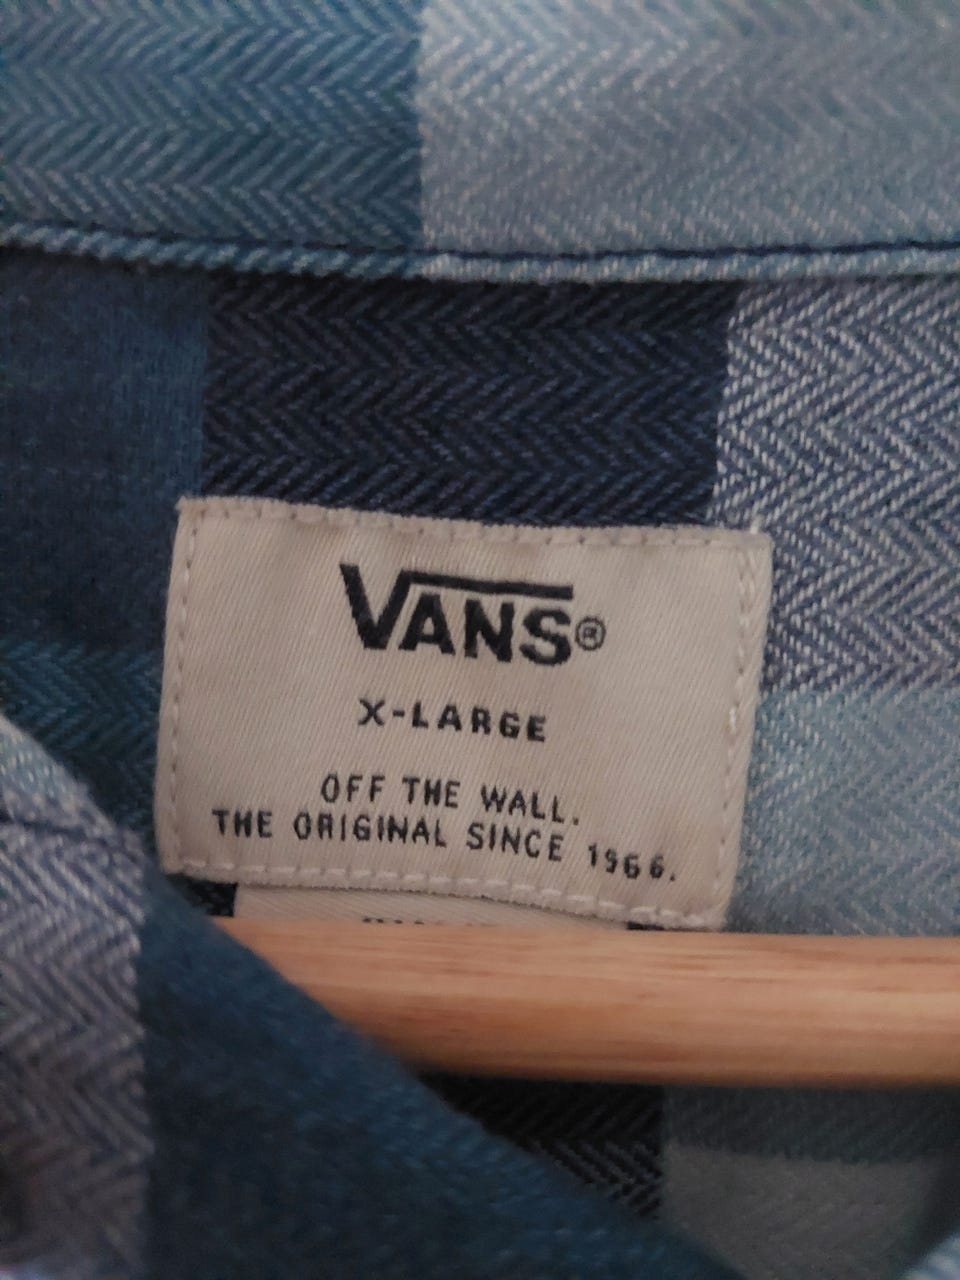 VANS®
X-LARGE
OFF THE WALL.
THE ORIGINAL SINCE 1966.